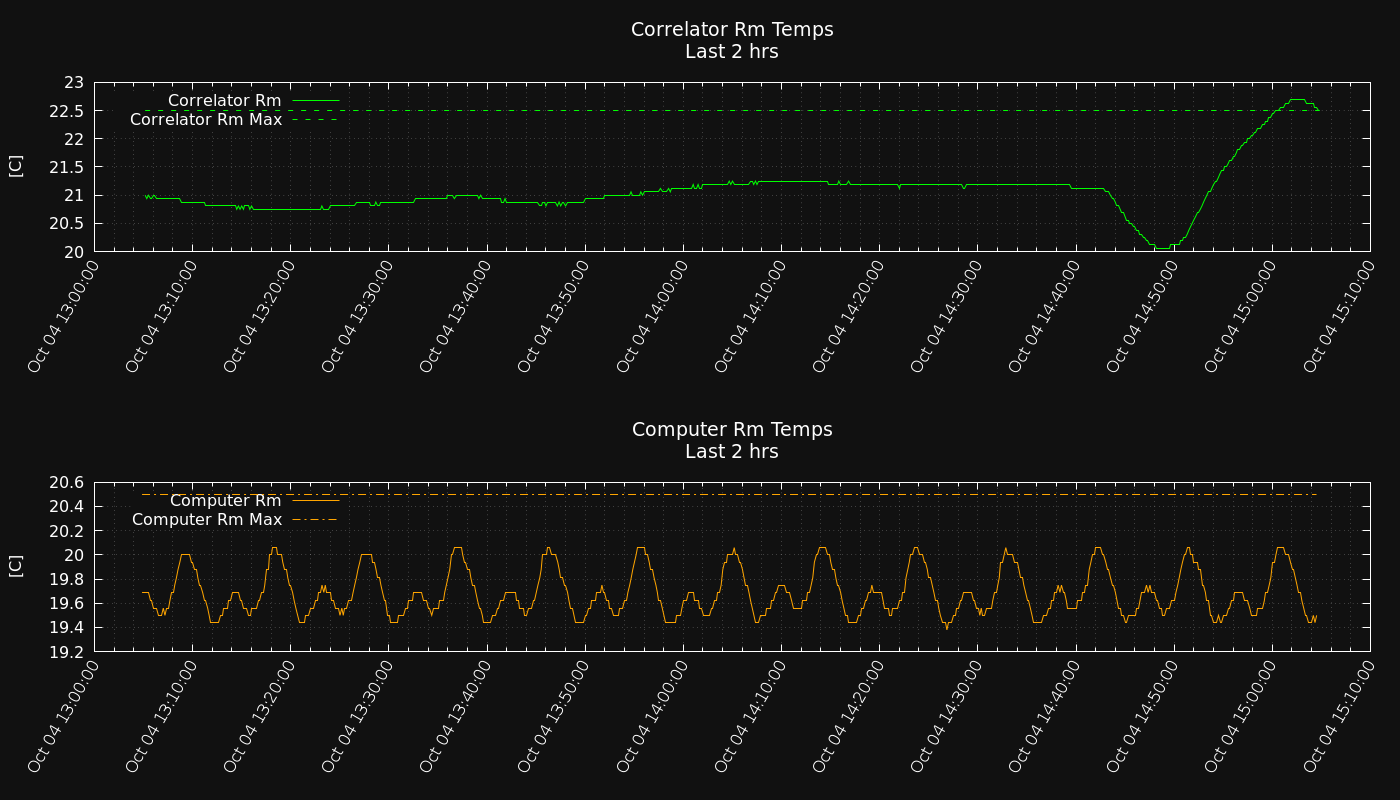 Correlator Rm Temps
Last 2 hrs
[C]
23
22.5
22
21.5
21
20.5
20
Correlator Rm
Correlator Rm Max
Oct 04 13:00:00
Oct 04 13:10:00
Oct 04 13:20:00
Oct 04 13:30:00
Oct 04 13:40:00
Oct 04 13:50:00
Oct 04 14:00:00
Oct 04 14:10:00
Oct 04 14:20:00
Oct 04 14:30:00
Oct 04 14:40:00
Oct 04 14:50:00
Oct 04 15:00:00
Oct 04 15:10:00
Computer Rm Temps
Last 2 hrs
[C]
20.6
20.4
20.2
20
19.8
19.6
19.4
19.2
Computer Rm
Computer Rm Max
Oct 04 13:00:00
Oct 04 13:10:00
Oct 04 13:20:00
Oct 04 13:30:00
Oct 04 13:40:00
Oct 04 13:50:00
Oct 04 14:00:00
Oct 04 14:10:00
Oct 04 14:20:00
Oct 04 14:30:00
Oct 04 14:40:00
Oct 04 14:50:00
Oct 04 15:00:00
Oct 04 15:10:00